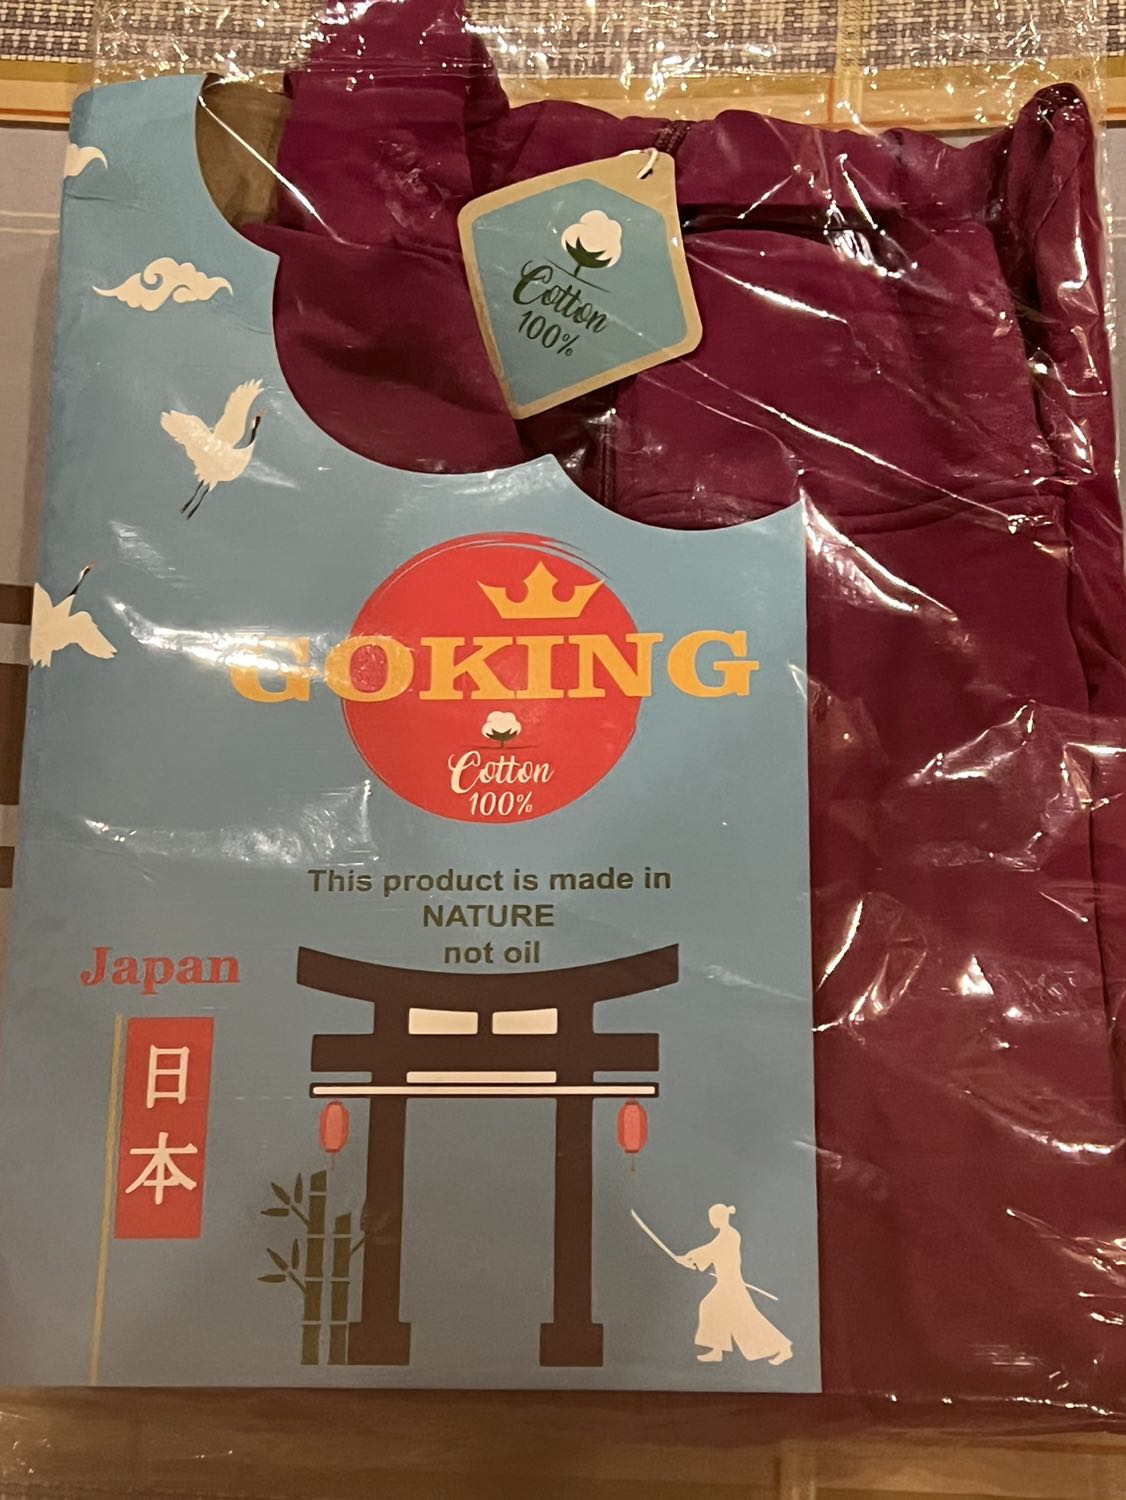 Cotton
100%
GOKING
Cotton
100%
This product is made in
NATURE
not oil
Japan
日
本